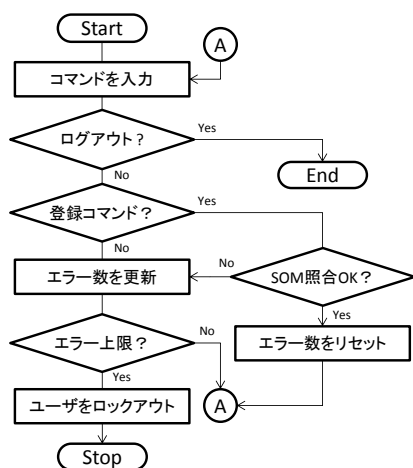 Start
A
コマンドを入力
ログアウト?
Yes
No
End
登録コマンド?
Yes
No
エラー数を更新
No
SOM照合OK?
Yes
エラー上限?
No
Yes
エラー数をリセット
ユーザをロックアウト
A
Stop